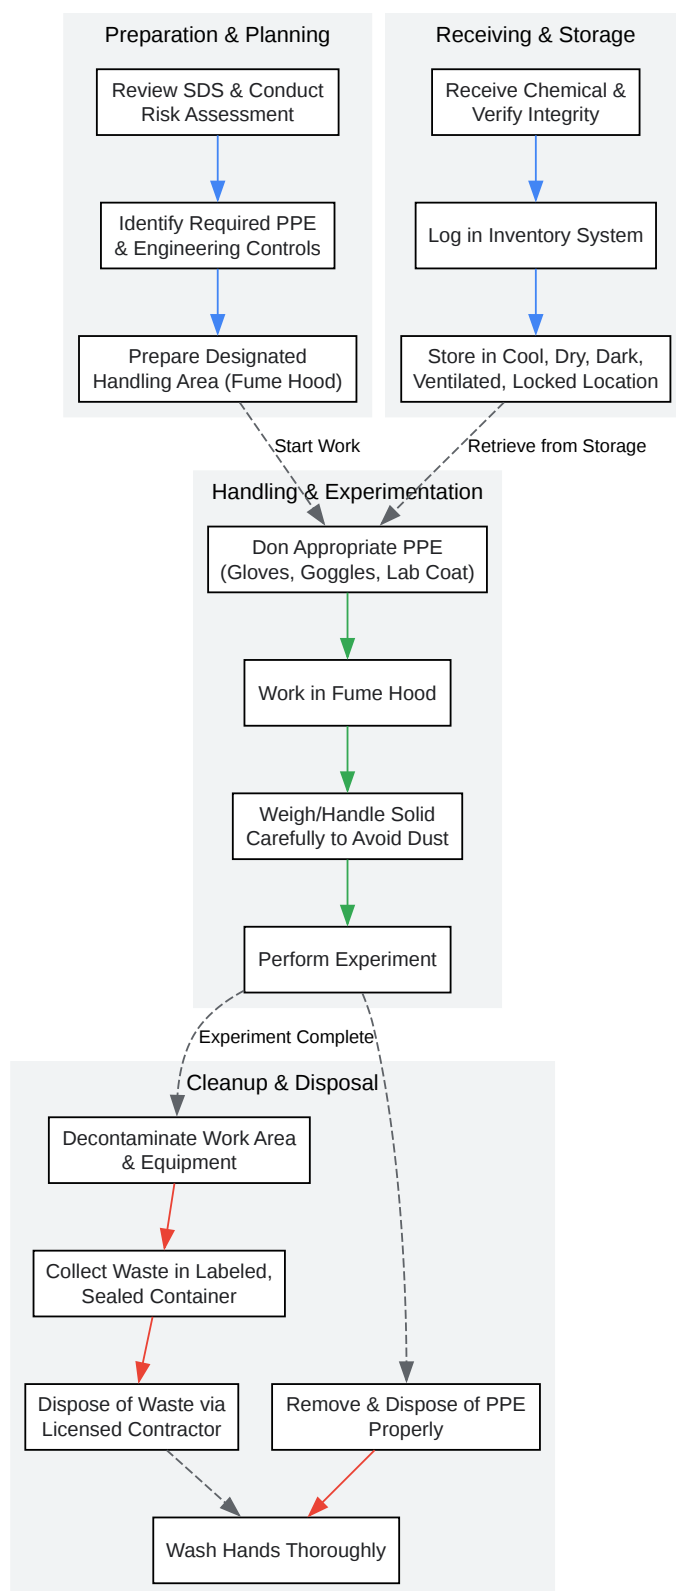 Preparation & Planning
Review SDS & Conduct
Risk Assessment
Identify Required PPE
& Engineering Controls
Prepare Designated
Handling Area (Fume Hood)
Receiving & Storage
Receive Chemical &
Verify Integrity
Log in Inventory System
Store in Cool, Dry, Dark,
Ventilated, Locked Location
Start Work
Retrieve from Storage
Handling & Experimentation
Don Appropriate PPE
(Gloves, Goggles, Lab Coat)
Work in Fume Hood
Weigh/Handle Solid
Carefully to Avoid Dust
Perform Experiment
Experiment Complete
Cleanup & Disposal
Decontaminate Work Area
& Equipment
Collect Waste in Labeled,
Sealed Container
Dispose of Waste via
Licensed Contractor
Remove & Dispose of PPE
Properly
Wash Hands Thoroughly